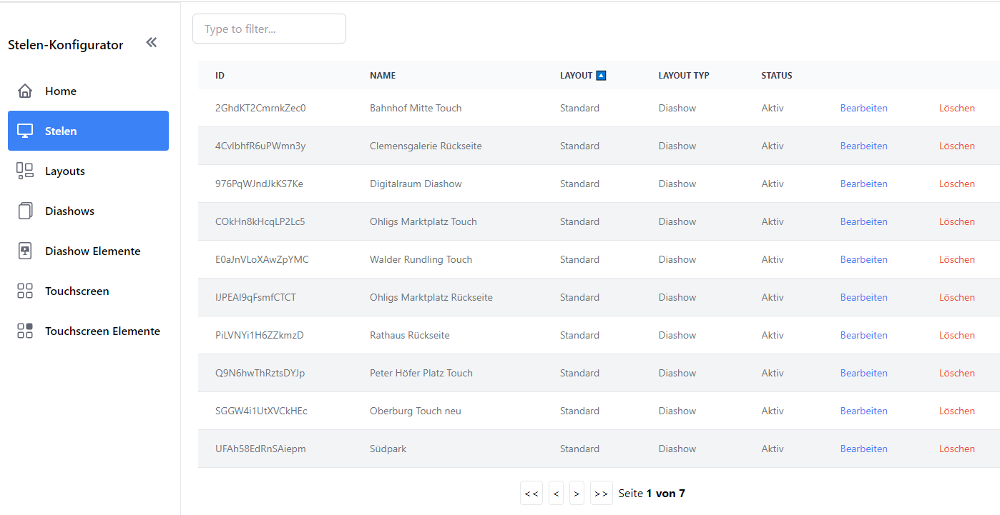 Stelen-Konfigurator
Home
Stelen
Layouts
Diashows
Diashow Elemente
Touchscreen
Touchscreen Elemente
Type to filter...
ID NAME LAYOUT LAYOUT TYP STATUS
2GhdKT2CmrnkZec0 Bahnhof Mitte Touch Standard Diashow Aktiv Bearbeiten Löschen
4CvIbhfR6uPWmn3y Clemensgalerie Rückseite Standard Diashow Aktiv Bearbeiten Löschen
976PqWJndJkKS7Ke Digitalraum Diashow Standard Diashow Aktiv Bearbeiten Löschen
COkHn8kHcqLP2Lc5 Ohligs Marktplatz Touch Standard Diashow Aktiv Bearbeiten Löschen
E0aJnVLoXAwZpYMC Walder Rundling Touch Standard Diashow Aktiv Bearbeiten Löschen
IJPEAI9qFsmfCTCT Ohligs Marktplatz Rückseite Standard Diashow Aktiv Bearbeiten Löschen
PiLVNYi1H6ZZkmzD Rathaus Rückseite Standard Diashow Aktiv Bearbeiten Löschen
Q9N6hwThRztsDYJp Peter Höfer Platz Touch Standard Diashow Aktiv Bearbeiten Löschen
SGGW4i1UtXVCkHEc Oberburg Touch neu Standard Diashow Aktiv Bearbeiten Löschen
UFAh58EdRnSAiepm Südpark Standard Diashow Aktiv Bearbeiten Löschen
<< < > >> Seite 1 von 7